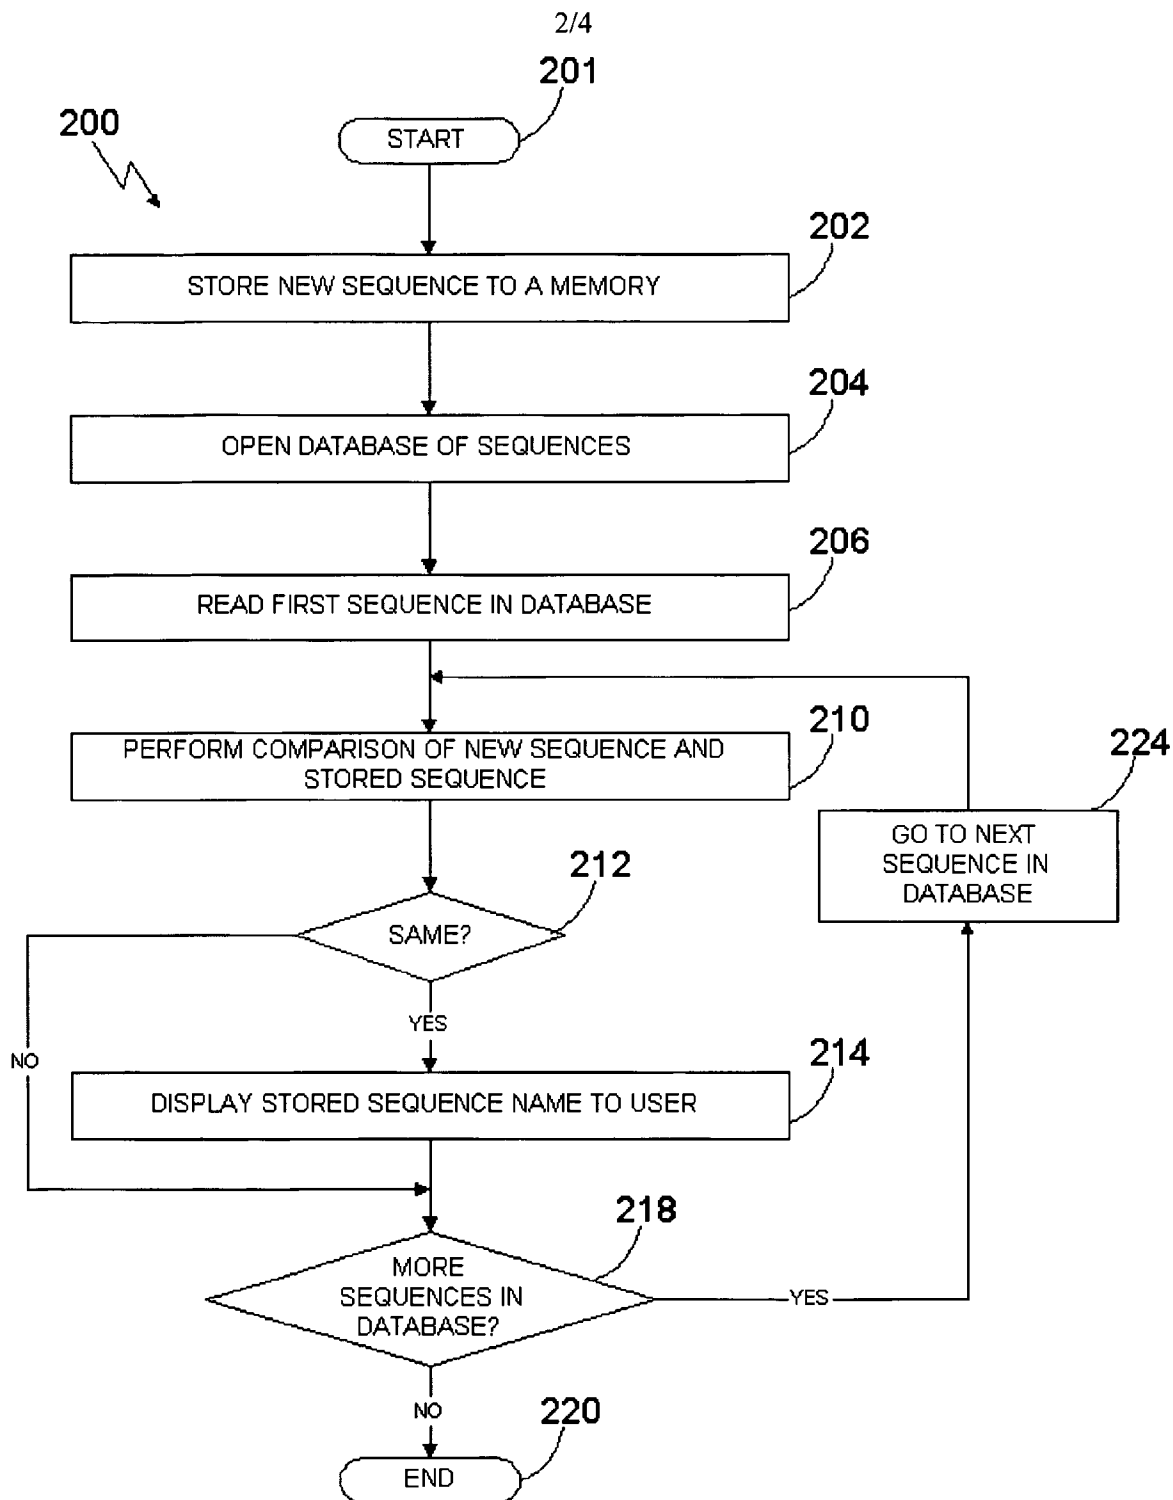 2/4
201
200
START
202
STORE NEW SEQUENCE TO A MEMORY
204
OPEN DATABASE OF SEQUENCES
206
READ FIRST SEQUENCE IN DATABASE
210
PERFORM COMPARISON OF NEW SEQUENCE AND
STORED SEQUENCE
224
GO TO NEXT
SEQUENCE IN
DATABASE
212
SAME?
YES
NO
214
DISPLAY STORED SEQUENCE NAME TO USER
218
MORE
SEQUENCES IN
DATABASE?
YES
NO
220
END